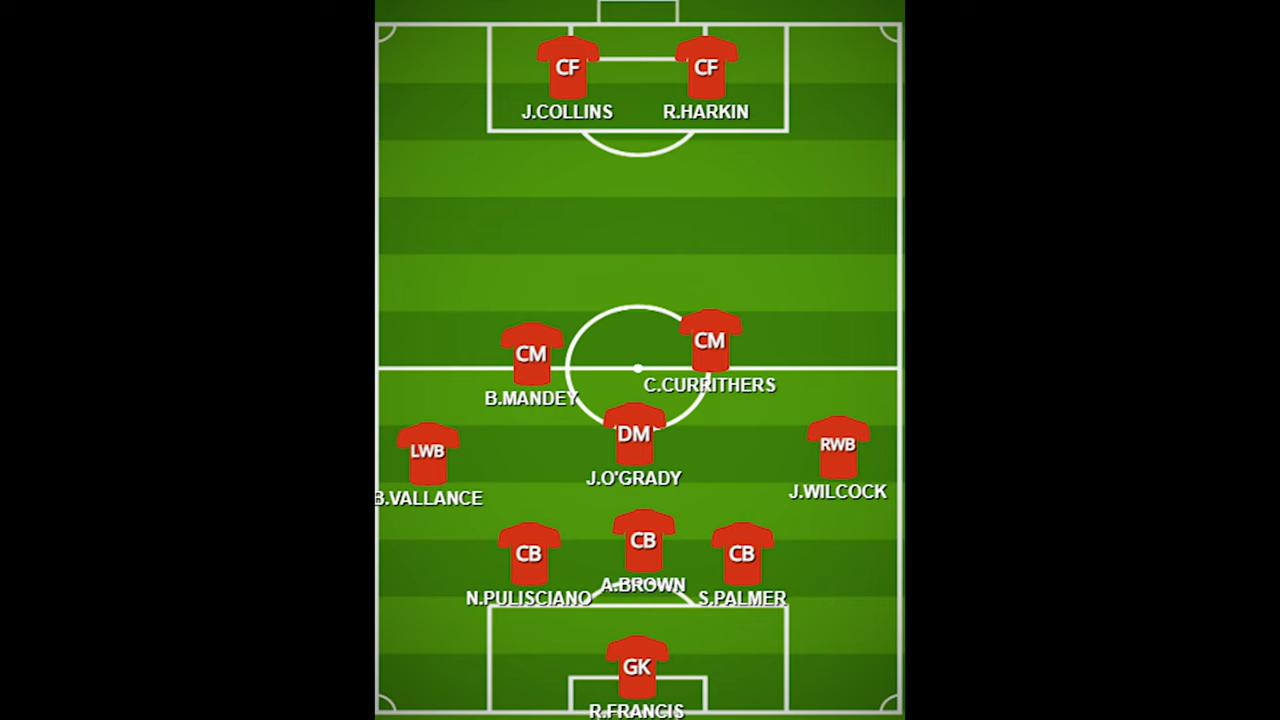 CF
CF
J.COLLINS
R.HARKIN
CM
CM
B.MANDEY
C.CURRITHERS
DM
LWB
RWB
J.O'GRADY
B.VALLANCE
J.WILCOCK
CB
CB
CB
N.PULISCIANO
A.BROWN
S.PALMER
GK
R.FRANCIS